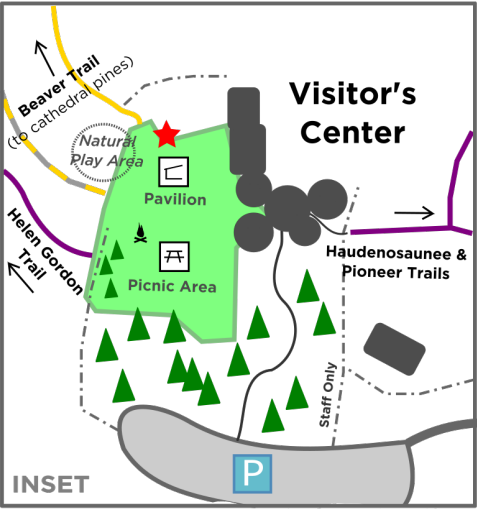 Visitor's
Center
Beaver Trail
(to cathedral pines)
Natural
Play Area
Pavilion
Helen Gordon
Trail
Picnic Area
Haudenosaunee &
Pioneer Trails
Staff Only
P
INSET